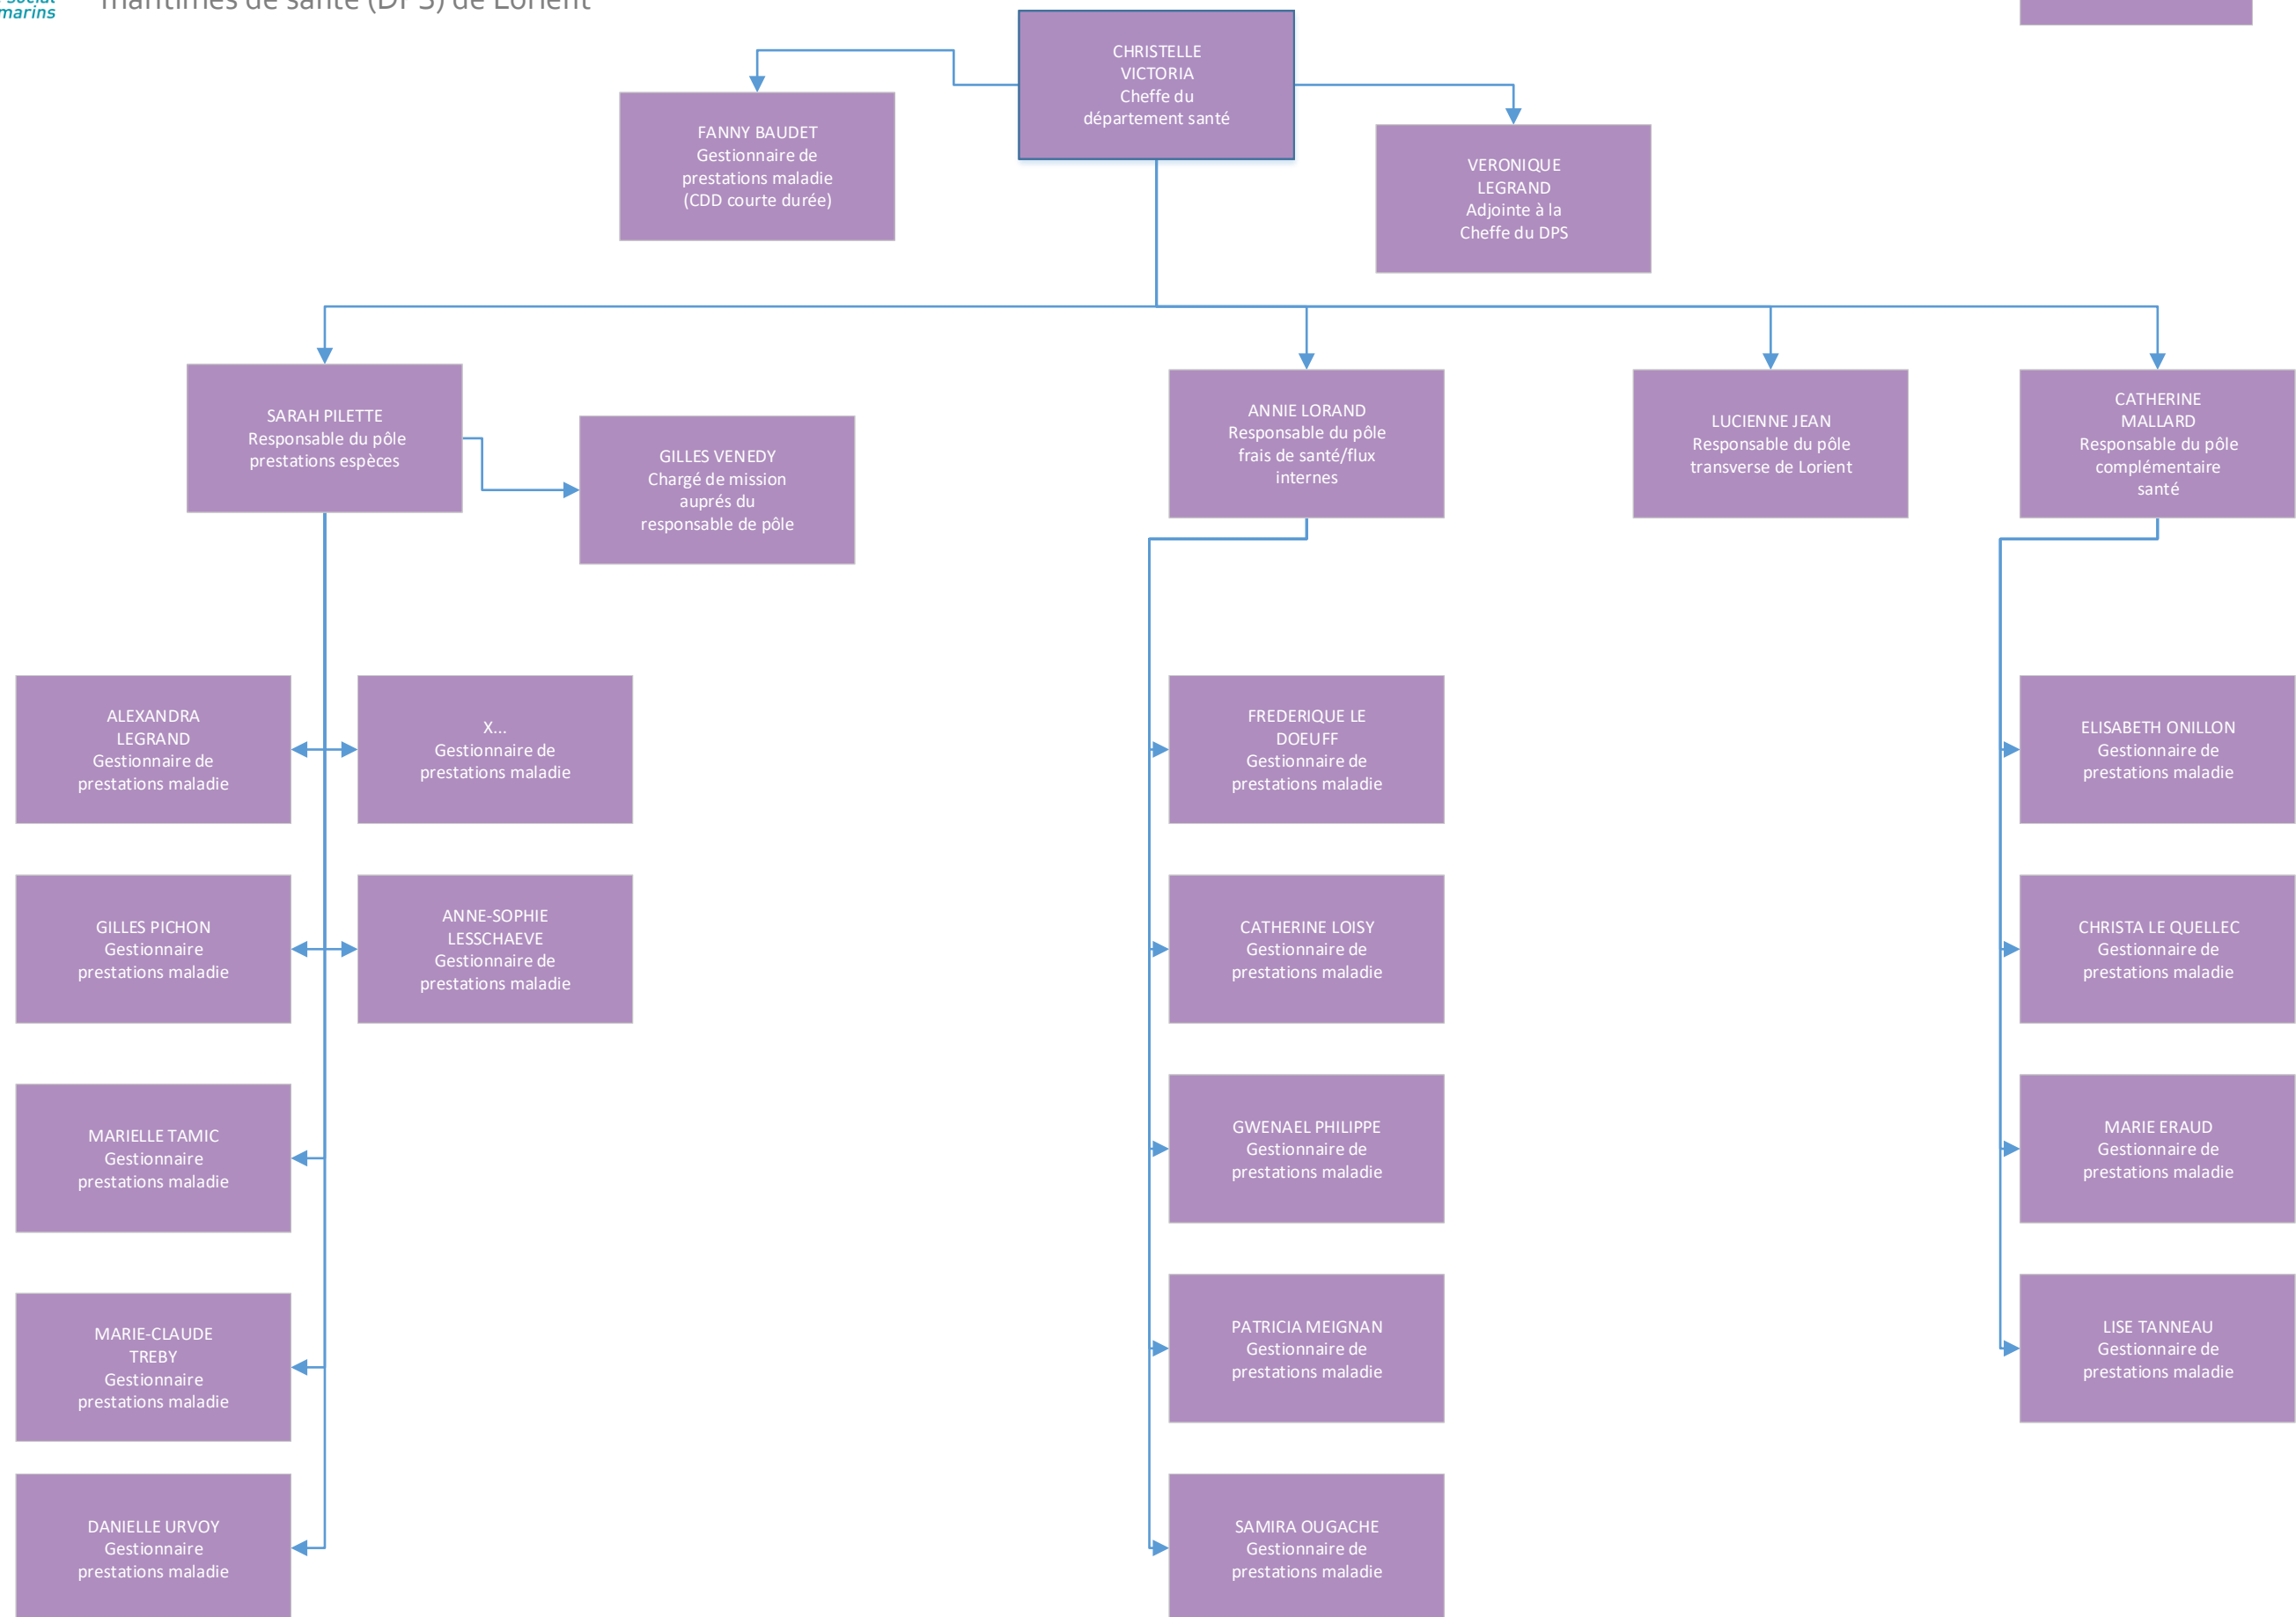 social
marins
maritimes de santé (DPS) de Lorient
CHRISTELLE
VICTORIA
Cheffe du
département santé
FANNY BAUDET
Gestionnaire de
prestations maladie
(CDD courte durée)
VERONIQUE
LEGRAND
Adjointe à la
Cheffe du DPS
SARAH PILETTE
Responsable du pôle
prestations espèces
GILLES VENEDY
Chargé de mission
auprés du
responsable de pôle
ANNIE LORAND
Responsable du pôle
frais de santé/flux
internes
LUCIENNE JEAN
Responsable du pôle
transverse de Lorient
CATHERINE
MALLARD
Responsable du pôle
complémentaire
santé
ALEXANDRA
LEGRAND
Gestionnaire de
prestations maladie
X...
Gestionnaire de
prestations maladie
FREDERIQUE LE
DOEUFF
Gestionnaire de
prestations maladie
ELISABETH ONILLON
Gestionnaire de
prestations maladie
GILLES PICHON
Gestionnaire
prestations maladie
ANNE-SOPHIE
LESSCHAEVE
Gestionnaire de
prestations maladie
CATHERINE LOISY
Gestionnaire de
prestations maladie
CHRISTA LE QUELLEC
Gestionnaire de
prestations maladie
MARIELLE TAMIC
Gestionnaire
prestations maladie
GWENAEL PHILIPPE
Gestionnaire de
prestations maladie
MARIE ERAUD
Gestionnaire de
prestations maladie
MARIE-CLAUDE
TREBY
Gestionnaire
prestations maladie
PATRICIA MEIGNAN
Gestionnaire de
prestations maladie
LISE TANNEAU
Gestionnaire de
prestations maladie
DANIELLE URVOY
Gestionnaire
prestations maladie
SAMIRA OUGACHE
Gestionnaire de
prestations maladie